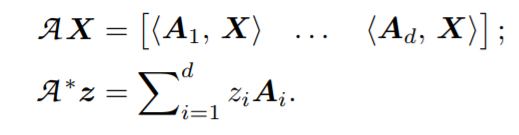 𝒜𝑿 = [⟨𝑨₁, 𝑿⟩ … ⟨𝑨_d, 𝑿⟩];
𝒜*𝒛 = ∑_{i=1}^{d} z_i 𝑨_i.